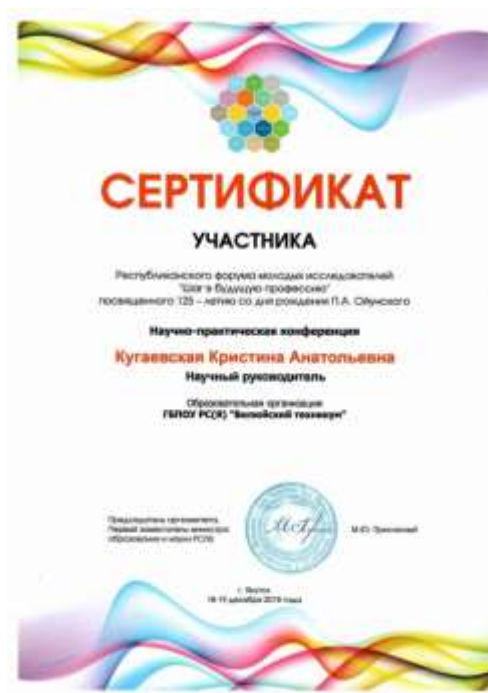 СЕРТИФИКАТ
УЧАСТНИКА
Республиканского форума молодых исследователей
"Шаг в будущую профессию"
посвященного 125 – летию со дня рождения П.А. Ойунского
Научно-практическая конференция
Кугаевская Кристина Анатольевна
Научный руководитель
Образовательная организация
ГБПОУ РС(Я) "Вилюйский техникум"
Председатель оргкомитета,
Первый заместитель министра
образования и науки РС(Я)
М.Ю.
г. Якутск
декабря